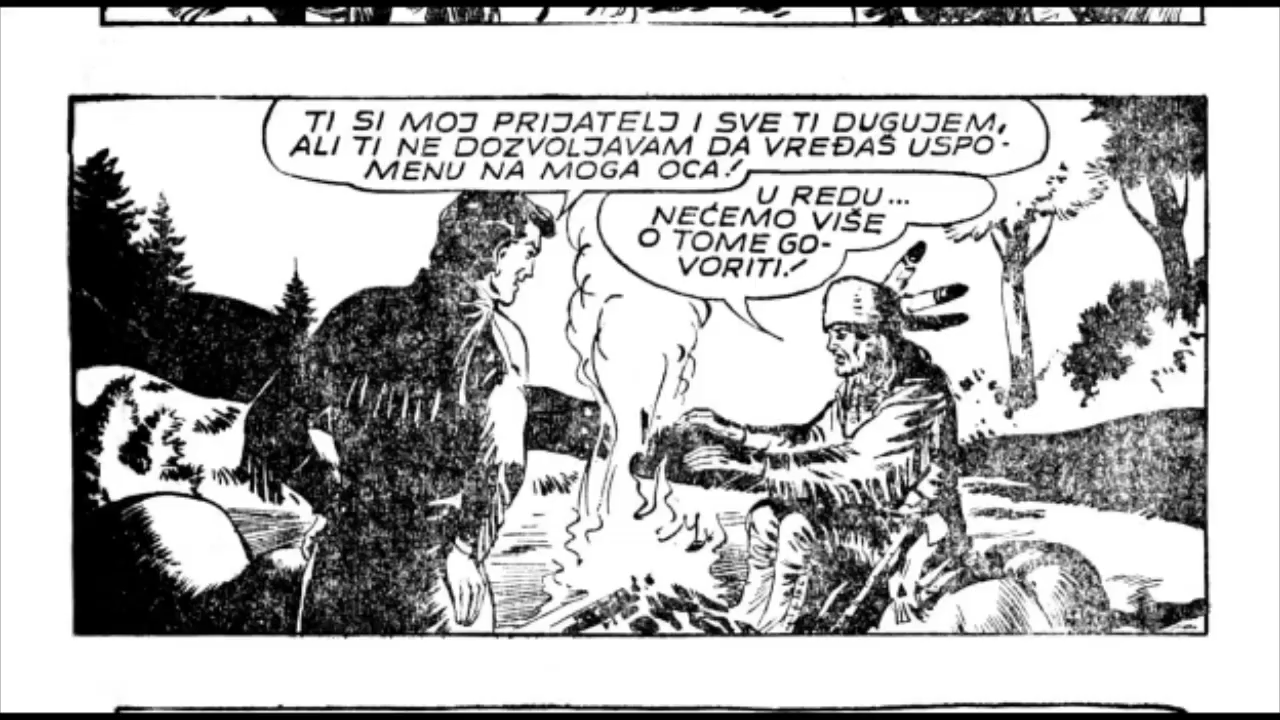 TI SI MOJ PRIJATELJ I SVE TI DUGUJEM,
ALI TI NE DOZVOLJAVAM DA VREĐAŠ USPO-
MENU NA MOGA OCA!
U REDU...
NEĆEMO VIŠE
O TOME GO-
VORITI!